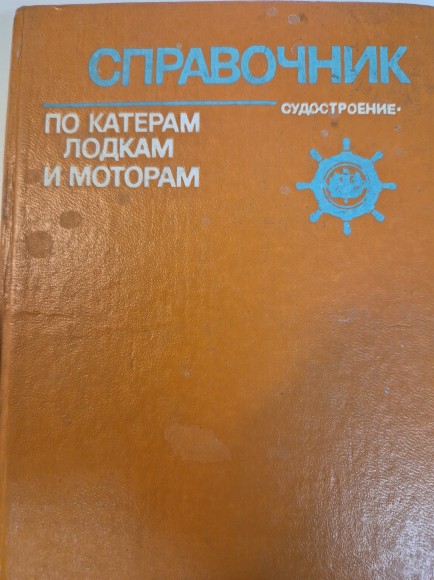 СПРАВОЧНИК
СУДОСТРОЕНИЕ·
ПО КАТЕРАМ
ЛОДКАМ
И МОТОРАМ